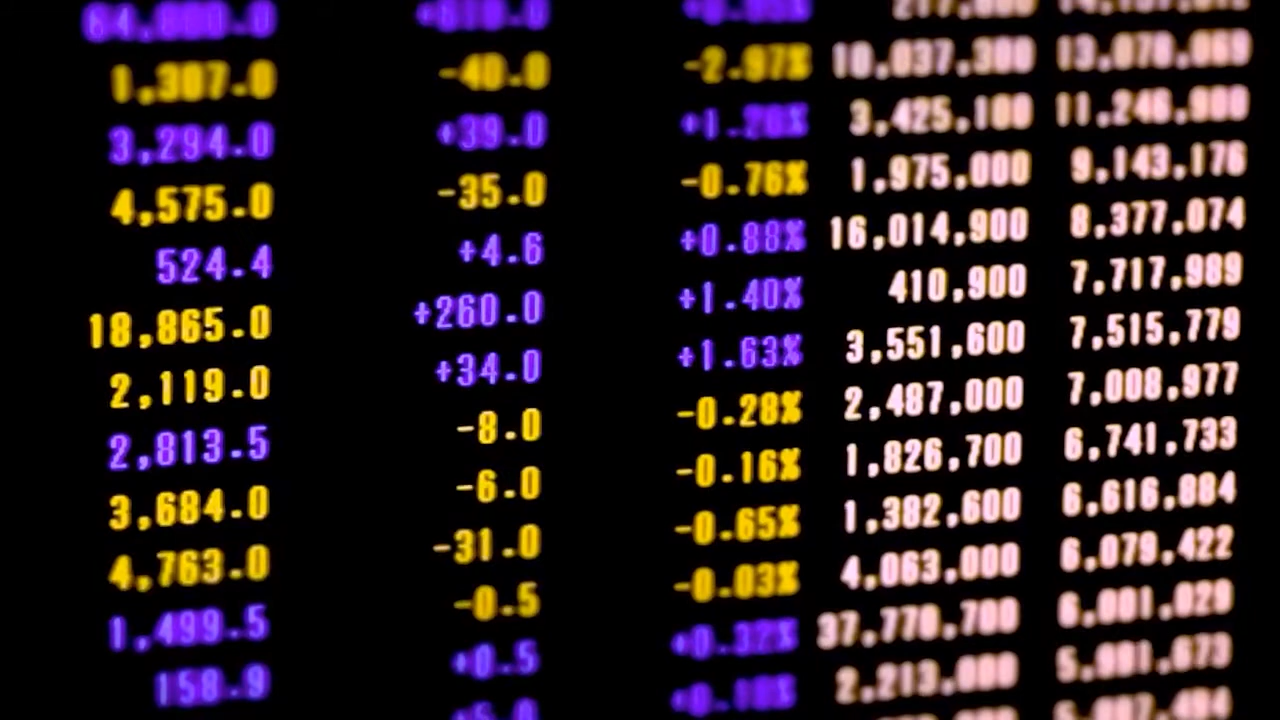 1,307.0 -40.0 -2.97% 10,037,300 13,078,069
3,294.0 +39.0 +1.20% 3,425,100 11,246,900
4,575.0 -35.0 -0.76% 1,975,000 9,143,176
524.4 +4.6 +0.88% 16,014,900 8,377,074
18,865.0 +260.0 +1.40% 410,900 7,717,989
2,119.0 +34.0 +1.63% 3,551,600 7,515,779
2,813.5 -8.0 -0.28% 2,487,000 7,008,977
3,684.0 -6.0 -0.16% 1,826,700 6,741,733
4,763.0 -31.0 -0.65% 1,382,600 6,616,884
1,499.5 -0.5 -0.03% 4,063,000 6,079,422
158.9 +0.5 +0.32% 37,770,700 6,001,029
+0.10% 2,213,000